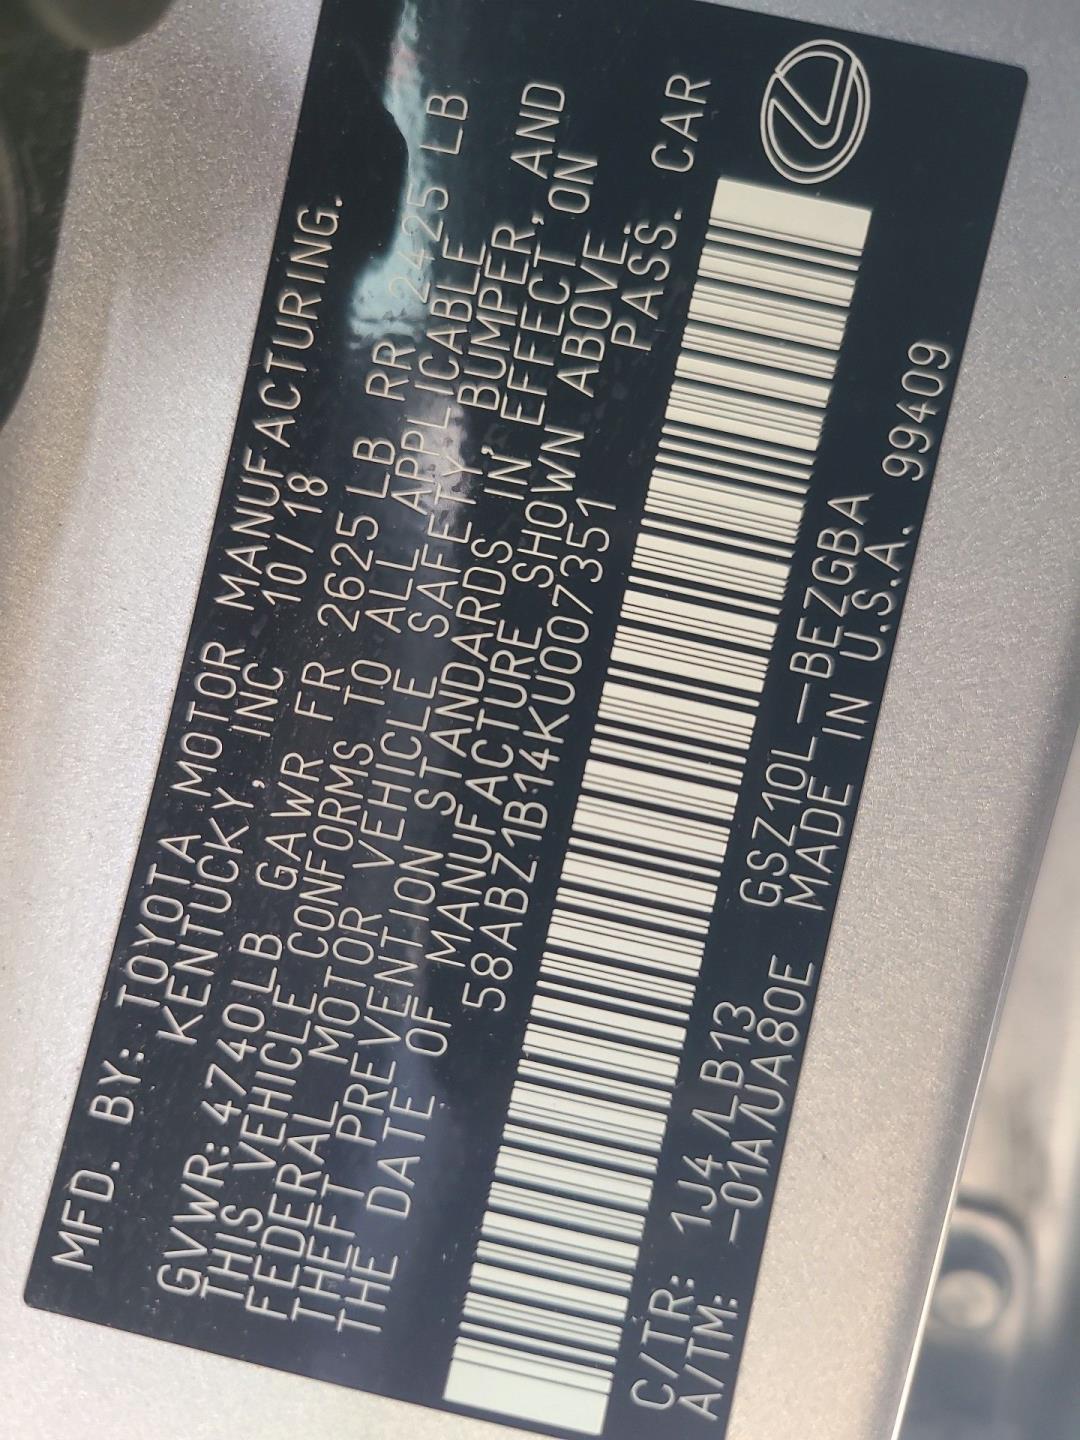 MFD. BY: TOYOTA MOTOR MANUFACTURING.
KENTUCKY, INC 10/18
GVWR: 4740LB GAWR FR 2625 LB RR 2425 LB
THIS VEHICLE CONFORMS TO ALL APPLICABLE
FEDERAL MOTOR VEHICLE SAFETY, BUMPER, AND
THEFT PREVENTION STANDARDS IN EFFECT ON
THE DATE OF MANUFACTURE SHOWN ABOVE.
58ABZ1B14KU007351 PASS. CAR
C/TR: 1J4 /LB13 GSZ10L-BEZGBA
A/TM: -01A/UA80E MADE IN U.S.A. 99409